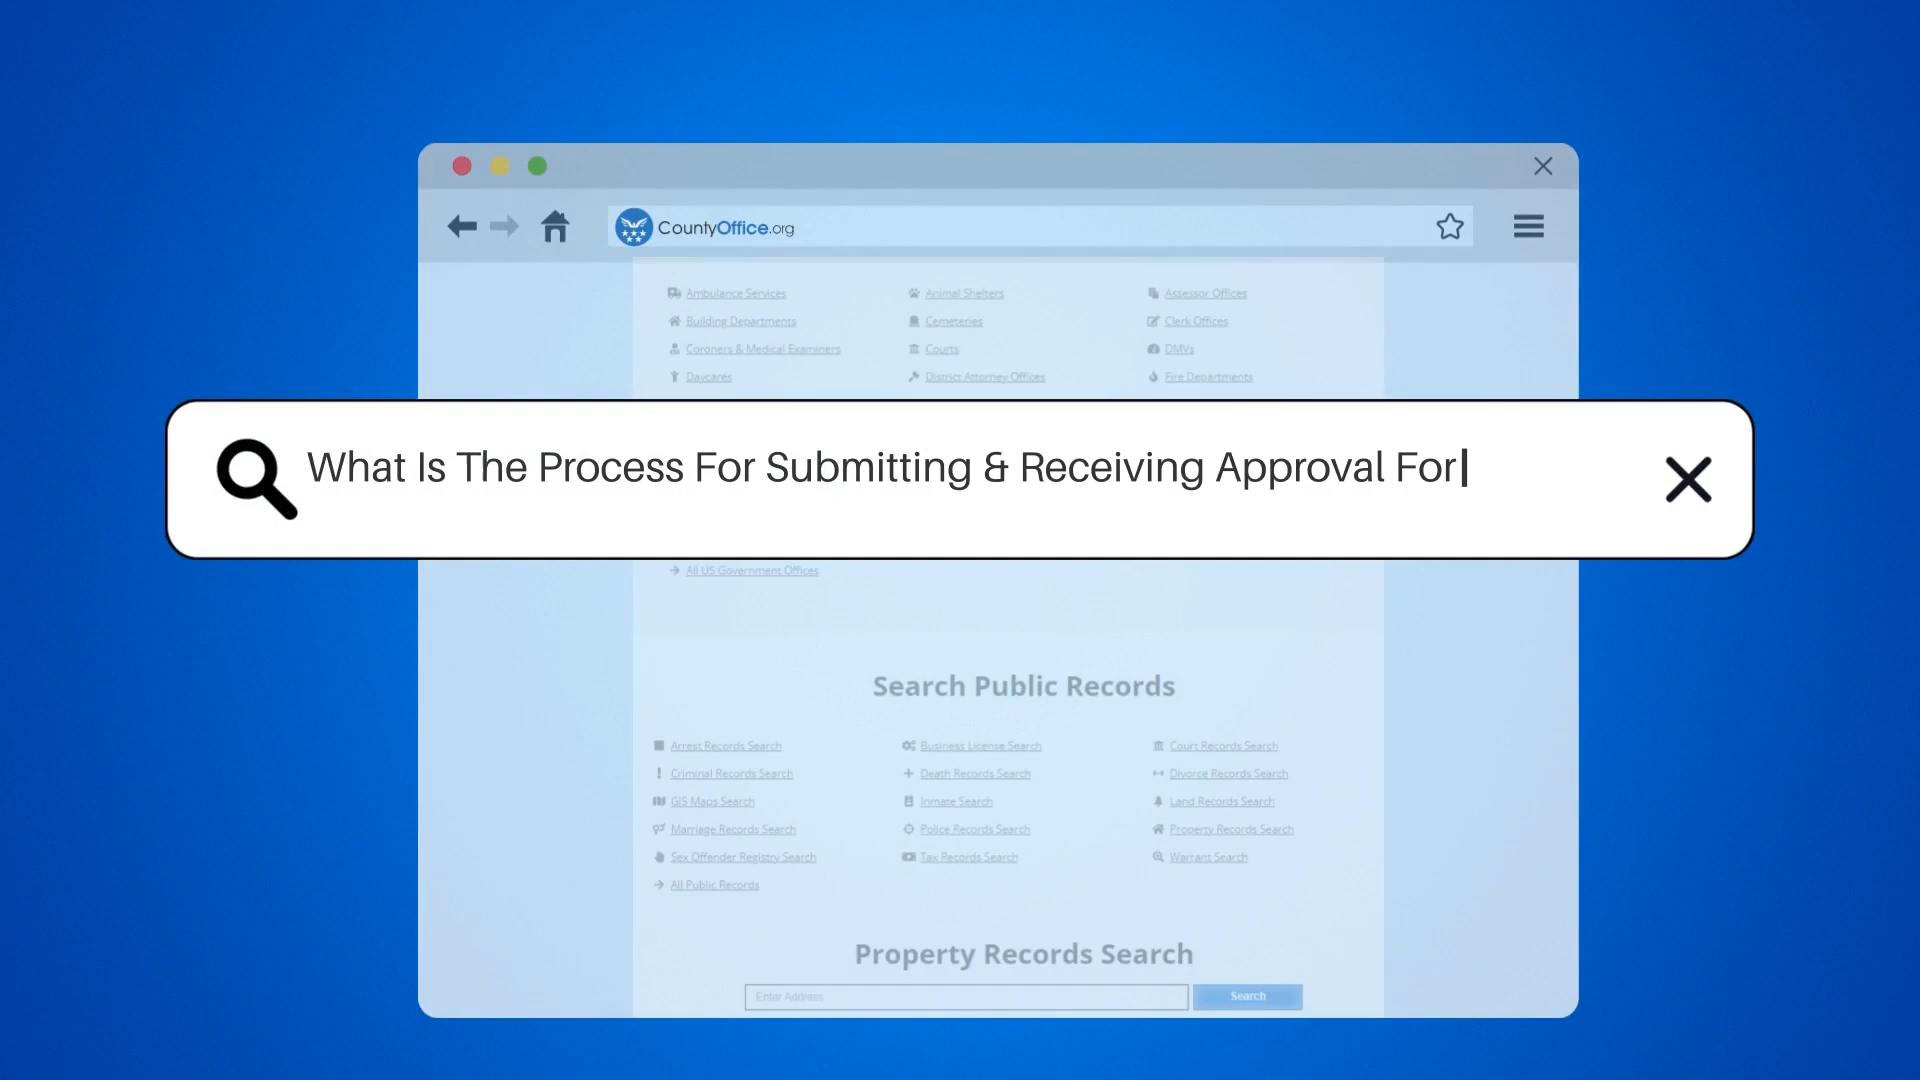 CountyOffice.org
Ambulance Services Animal Shelters Assessor Offices
Building Departments Cemeteries Clerk Offices
Coroners & Medical Examiners Courts DMVs
Daycares District Attorney Offices Fire Departments
What Is The Process For Submitting & Receiving Approval For
All US Government Offices
Search Public Records
Arrest Records Search Business License Search Court Records Search
Criminal Records Search Death Records Search Divorce Records Search
GIS Maps Search Inmate Search Land Records Search
Marriage Records Search Police Records Search Property Records Search
Sex Offender Registry Search Tax Records Search Warrant Search
All Public Records
Property Records Search
Enter Address Search